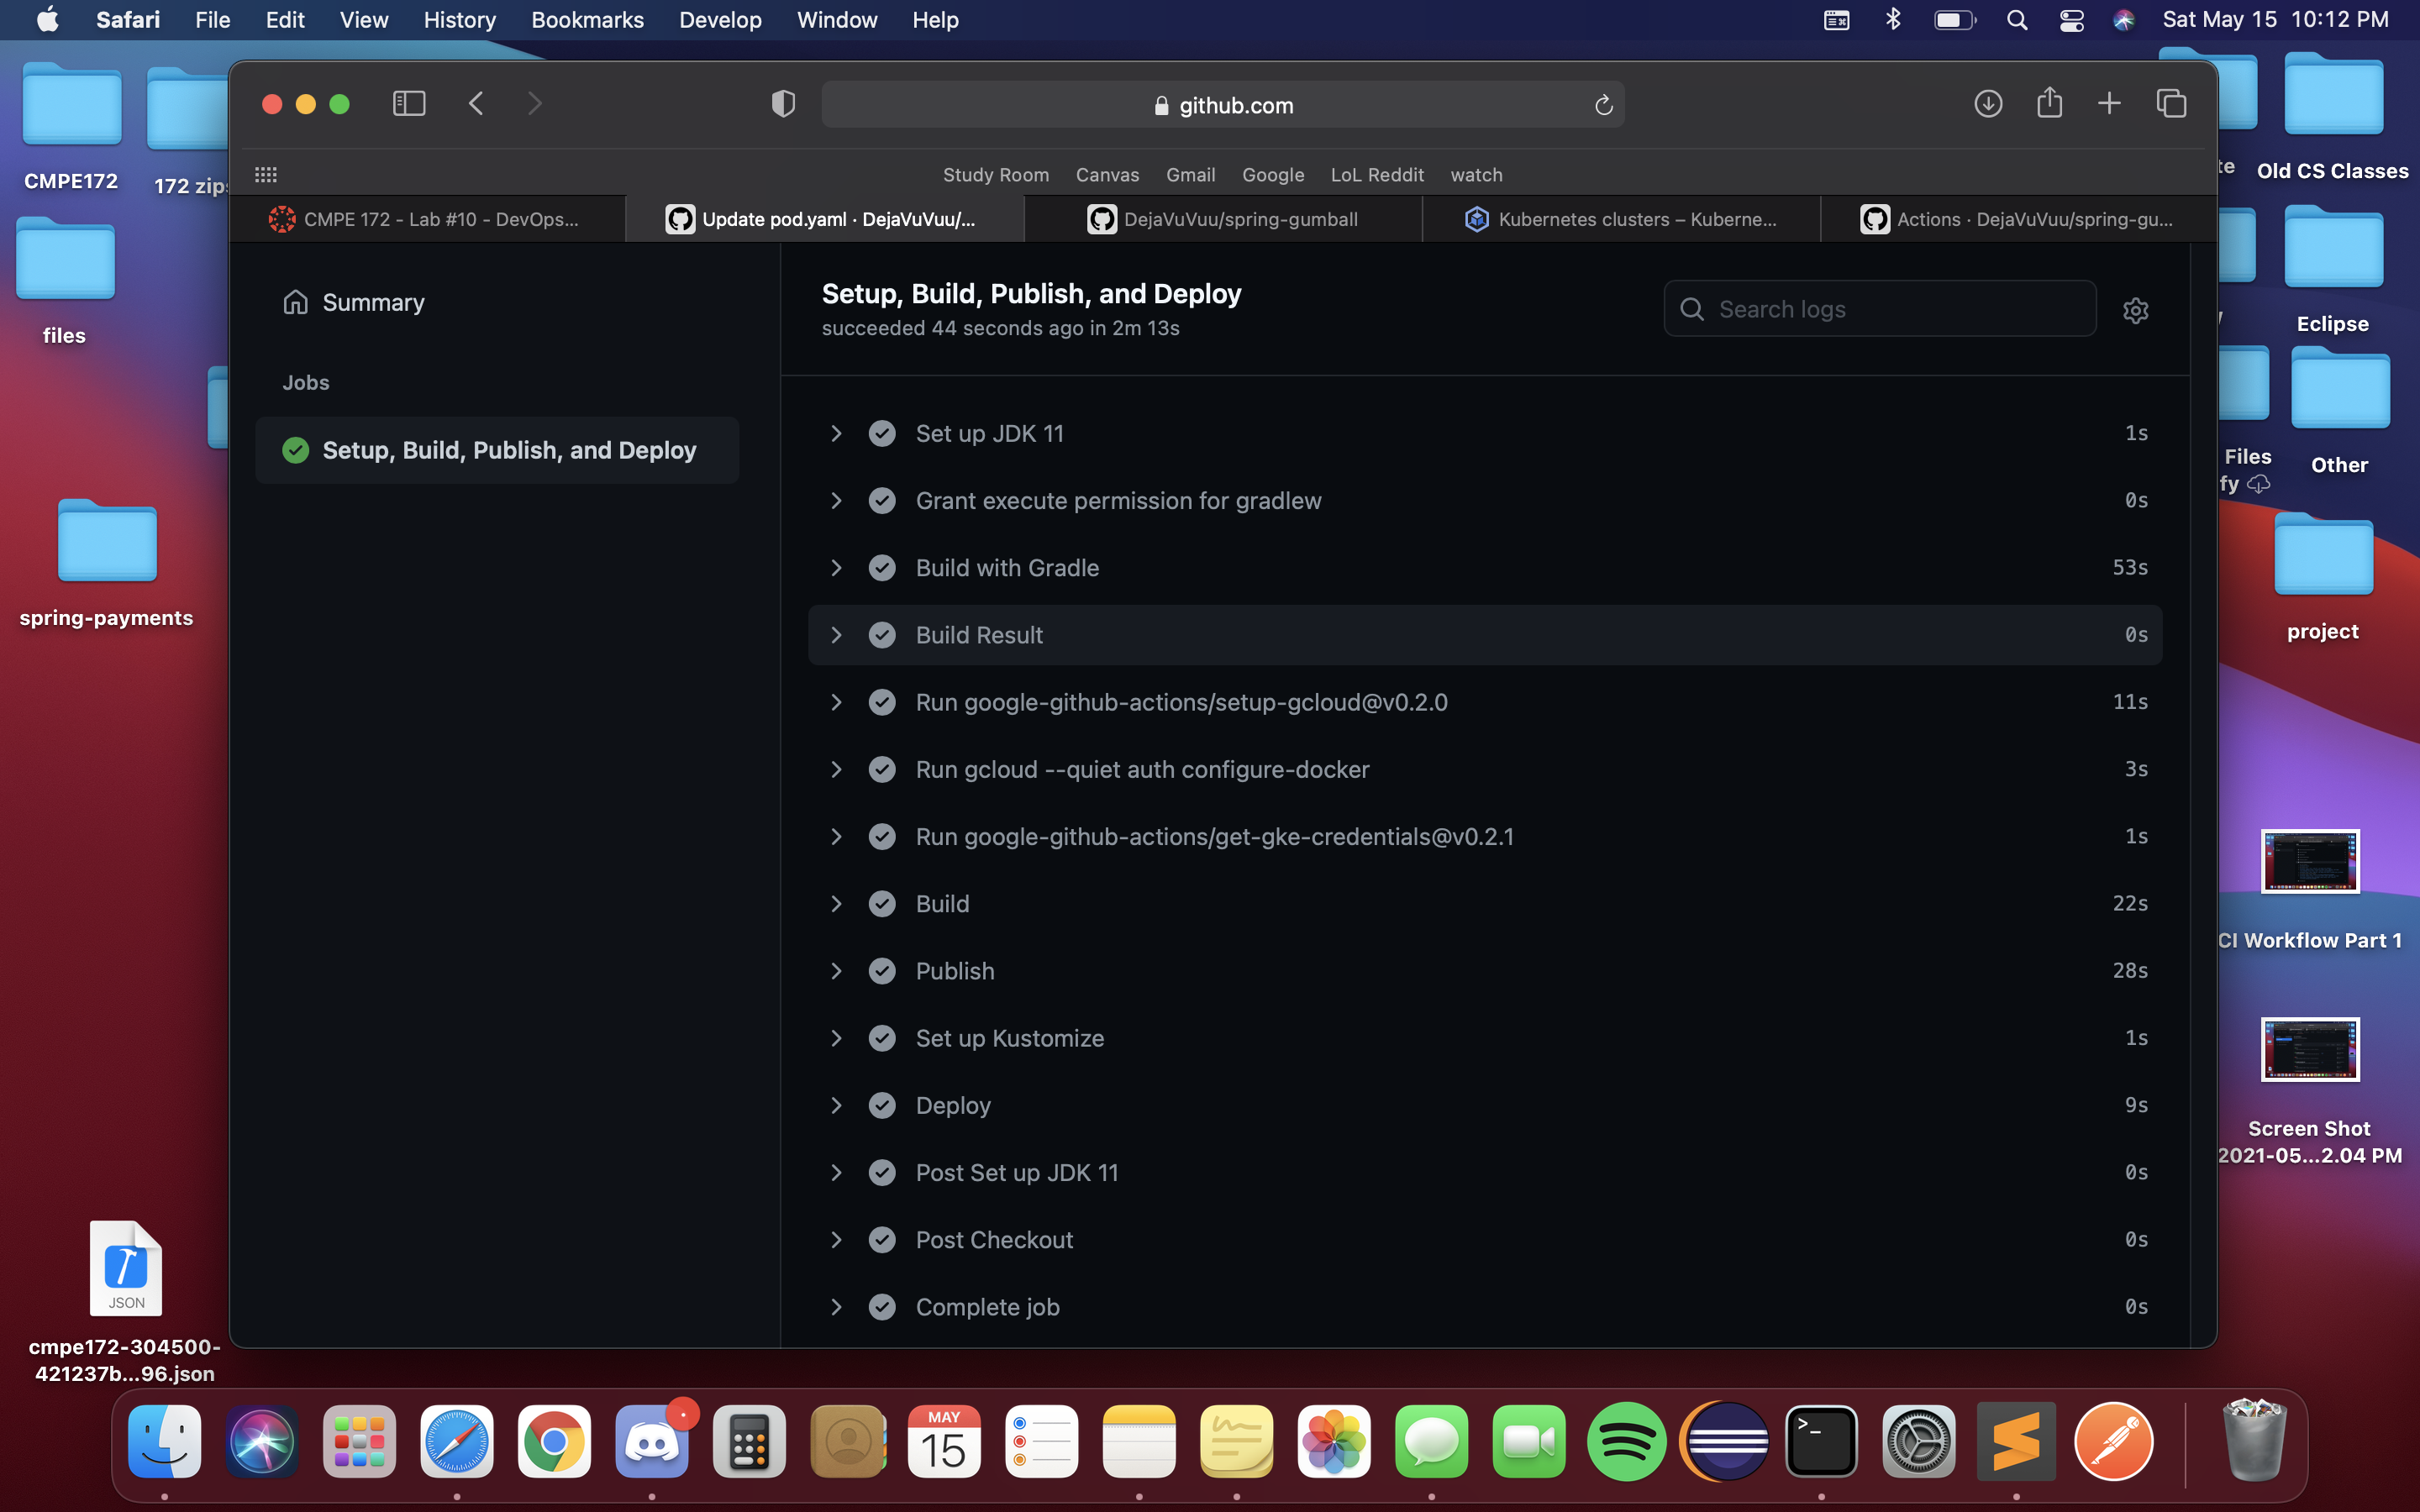 Safari File Edit View History Bookmarks Develop Window Help
Sat May 15 10:12 PM
github.com
Study Room Canvas Gmail Google LoL Reddit watch
CMPE 172 - Lab #10 - DevOps...
Update pod.yaml · DejaVuVuu/...
DejaVuVuu/spring-gumball
Kubernetes clusters – Kuberne...
Actions · DejaVuVuu/spring-gu...
CMPE172
172 zips
files
spring-payments
JSON
cmpe172-304500-
421237b...96.json
Summary
Jobs
Setup, Build, Publish, and Deploy
Setup, Build, Publish, and Deploy
succeeded 44 seconds ago in 2m 13s
Search logs
Set up JDK 11 1s
Grant execute permission for gradlew 0s
Build with Gradle 53s
Build Result 0s
Run google-github-actions/setup-gcloud@v0.2.0 11s
Run gcloud --quiet auth configure-docker 3s
Run google-github-actions/get-gke-credentials@v0.2.1 1s
Build 22s
Publish 28s
Set up Kustomize 1s
Deploy 9s
Post Set up JDK 11 0s
Post Checkout 0s
Complete job 0s
te
Old CS Classes
Eclipse
Files
fy
Other
project
CI Workflow Part 1
Screen Shot
2021-05...2.04 PM
MAY
15
>_